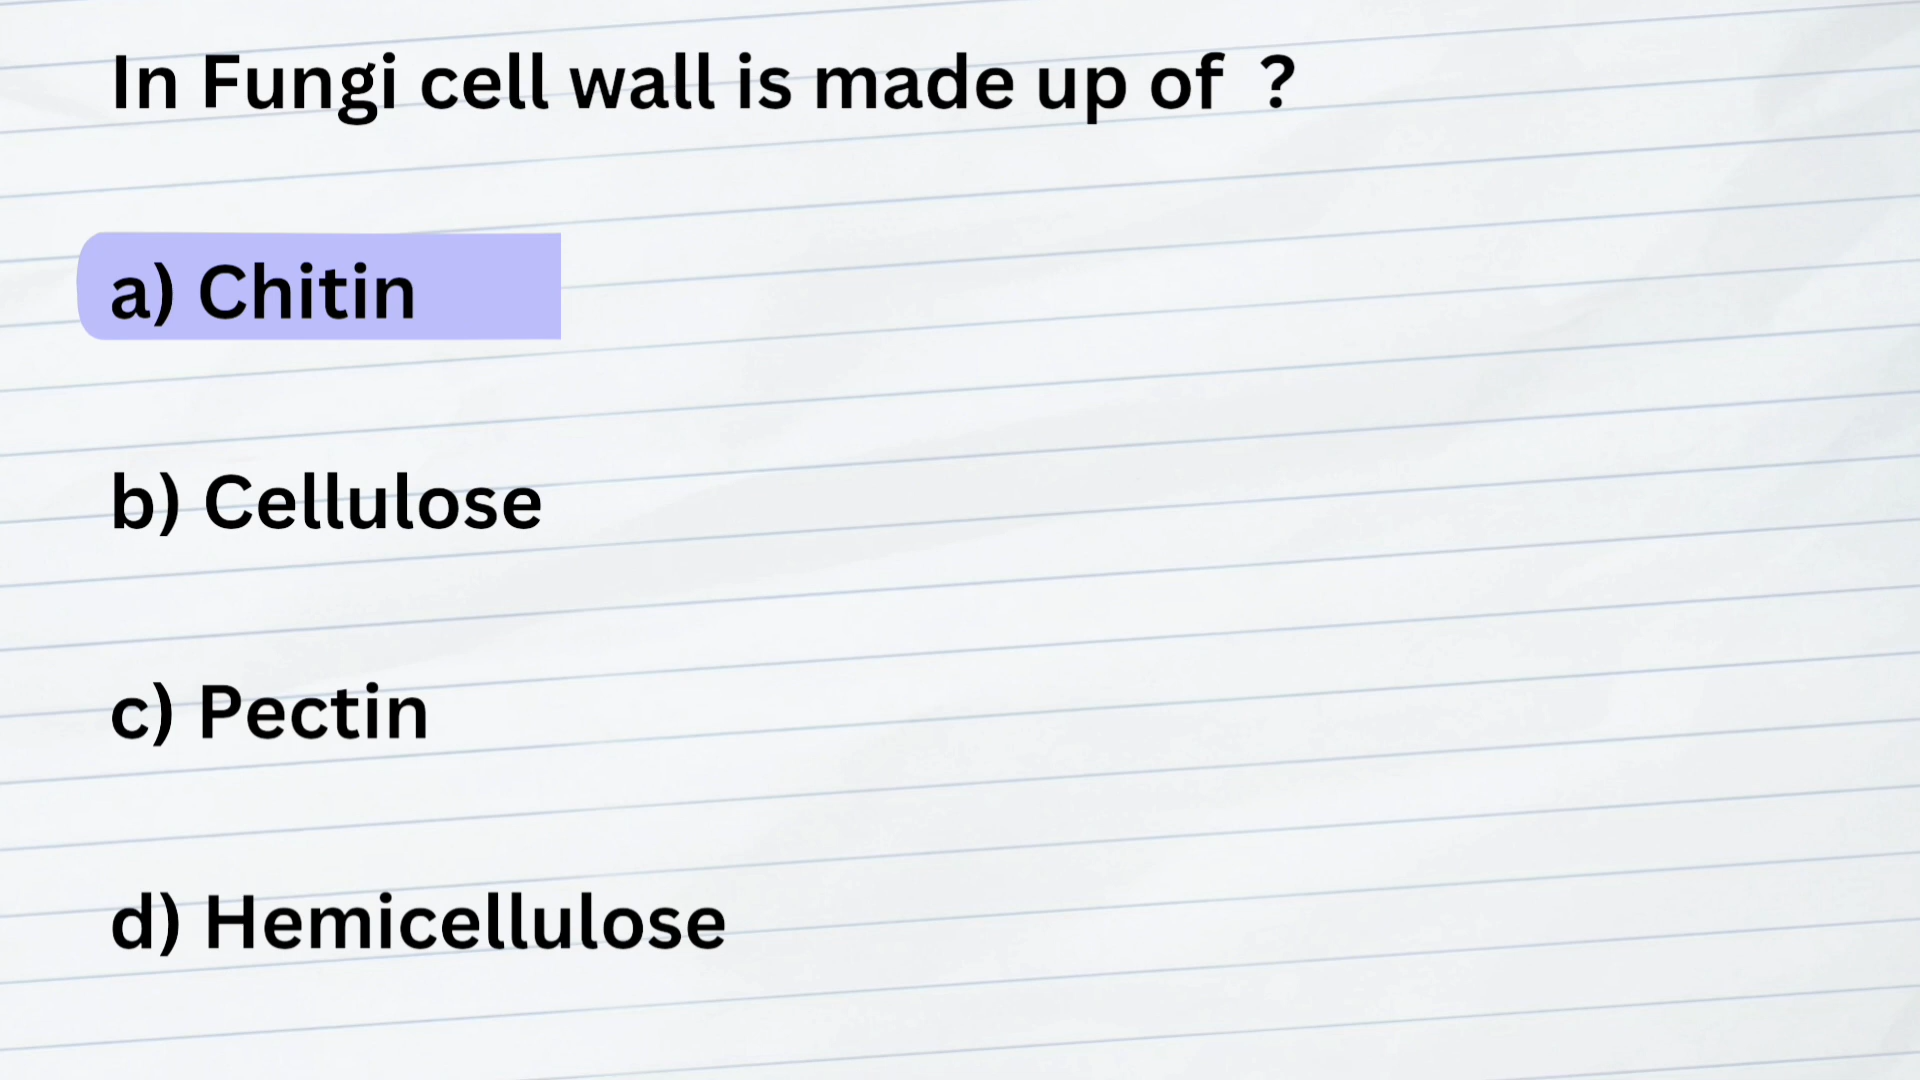 In Fungi cell wall is made up of ?
a) Chitin
b) Cellulose
c) Pectin
d) Hemicellulose